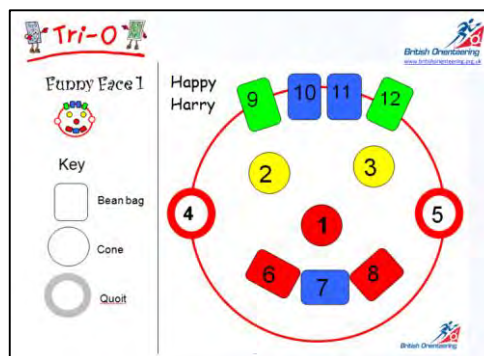 Tri-O
British Orienteering
www.britishorienteering.org.uk
Funny Face 1
Happy
Harry
Key
Bean bag
Cone
Quoit
9
10
11
12
2
3
4
1
5
6
7
8
British Orienteering